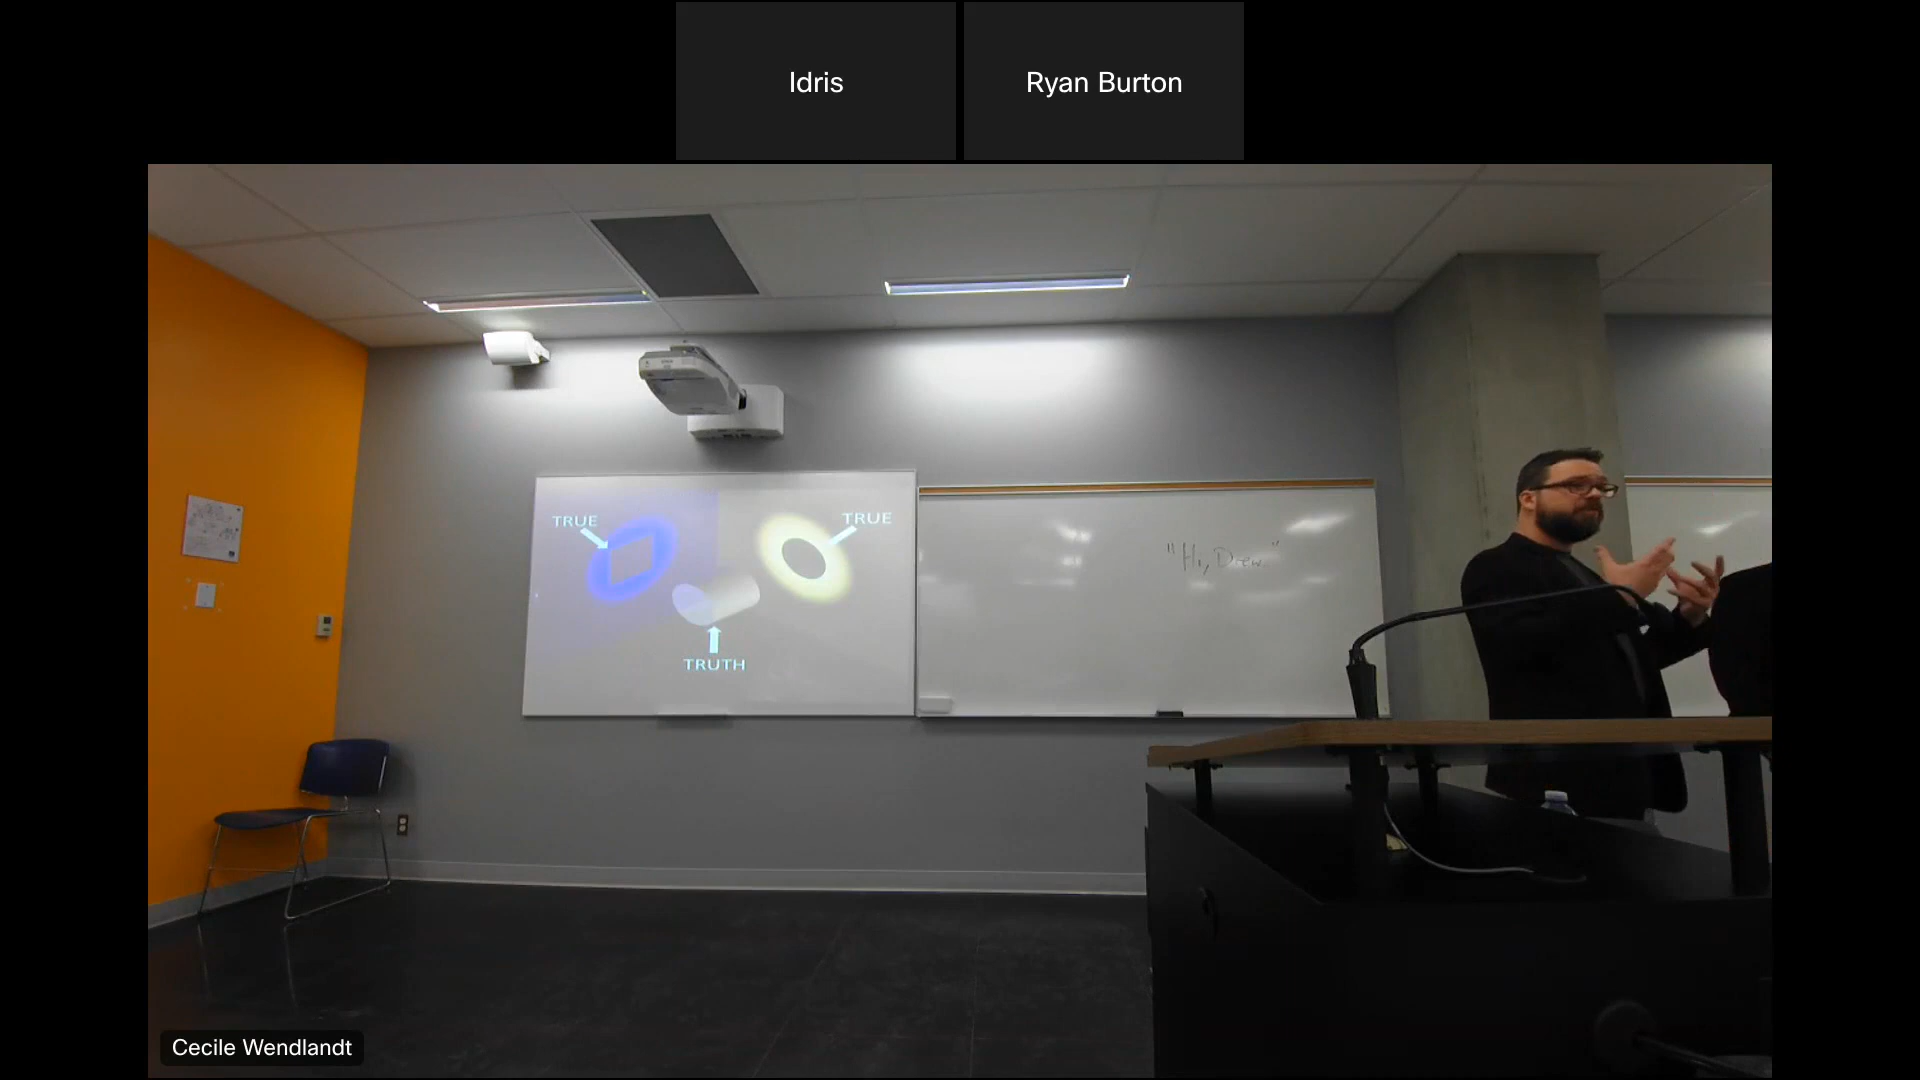 Idris
Ryan Burton
TRUE
TRUE
TRUTH
"Hi, Drew"
Cecile Wendlandt